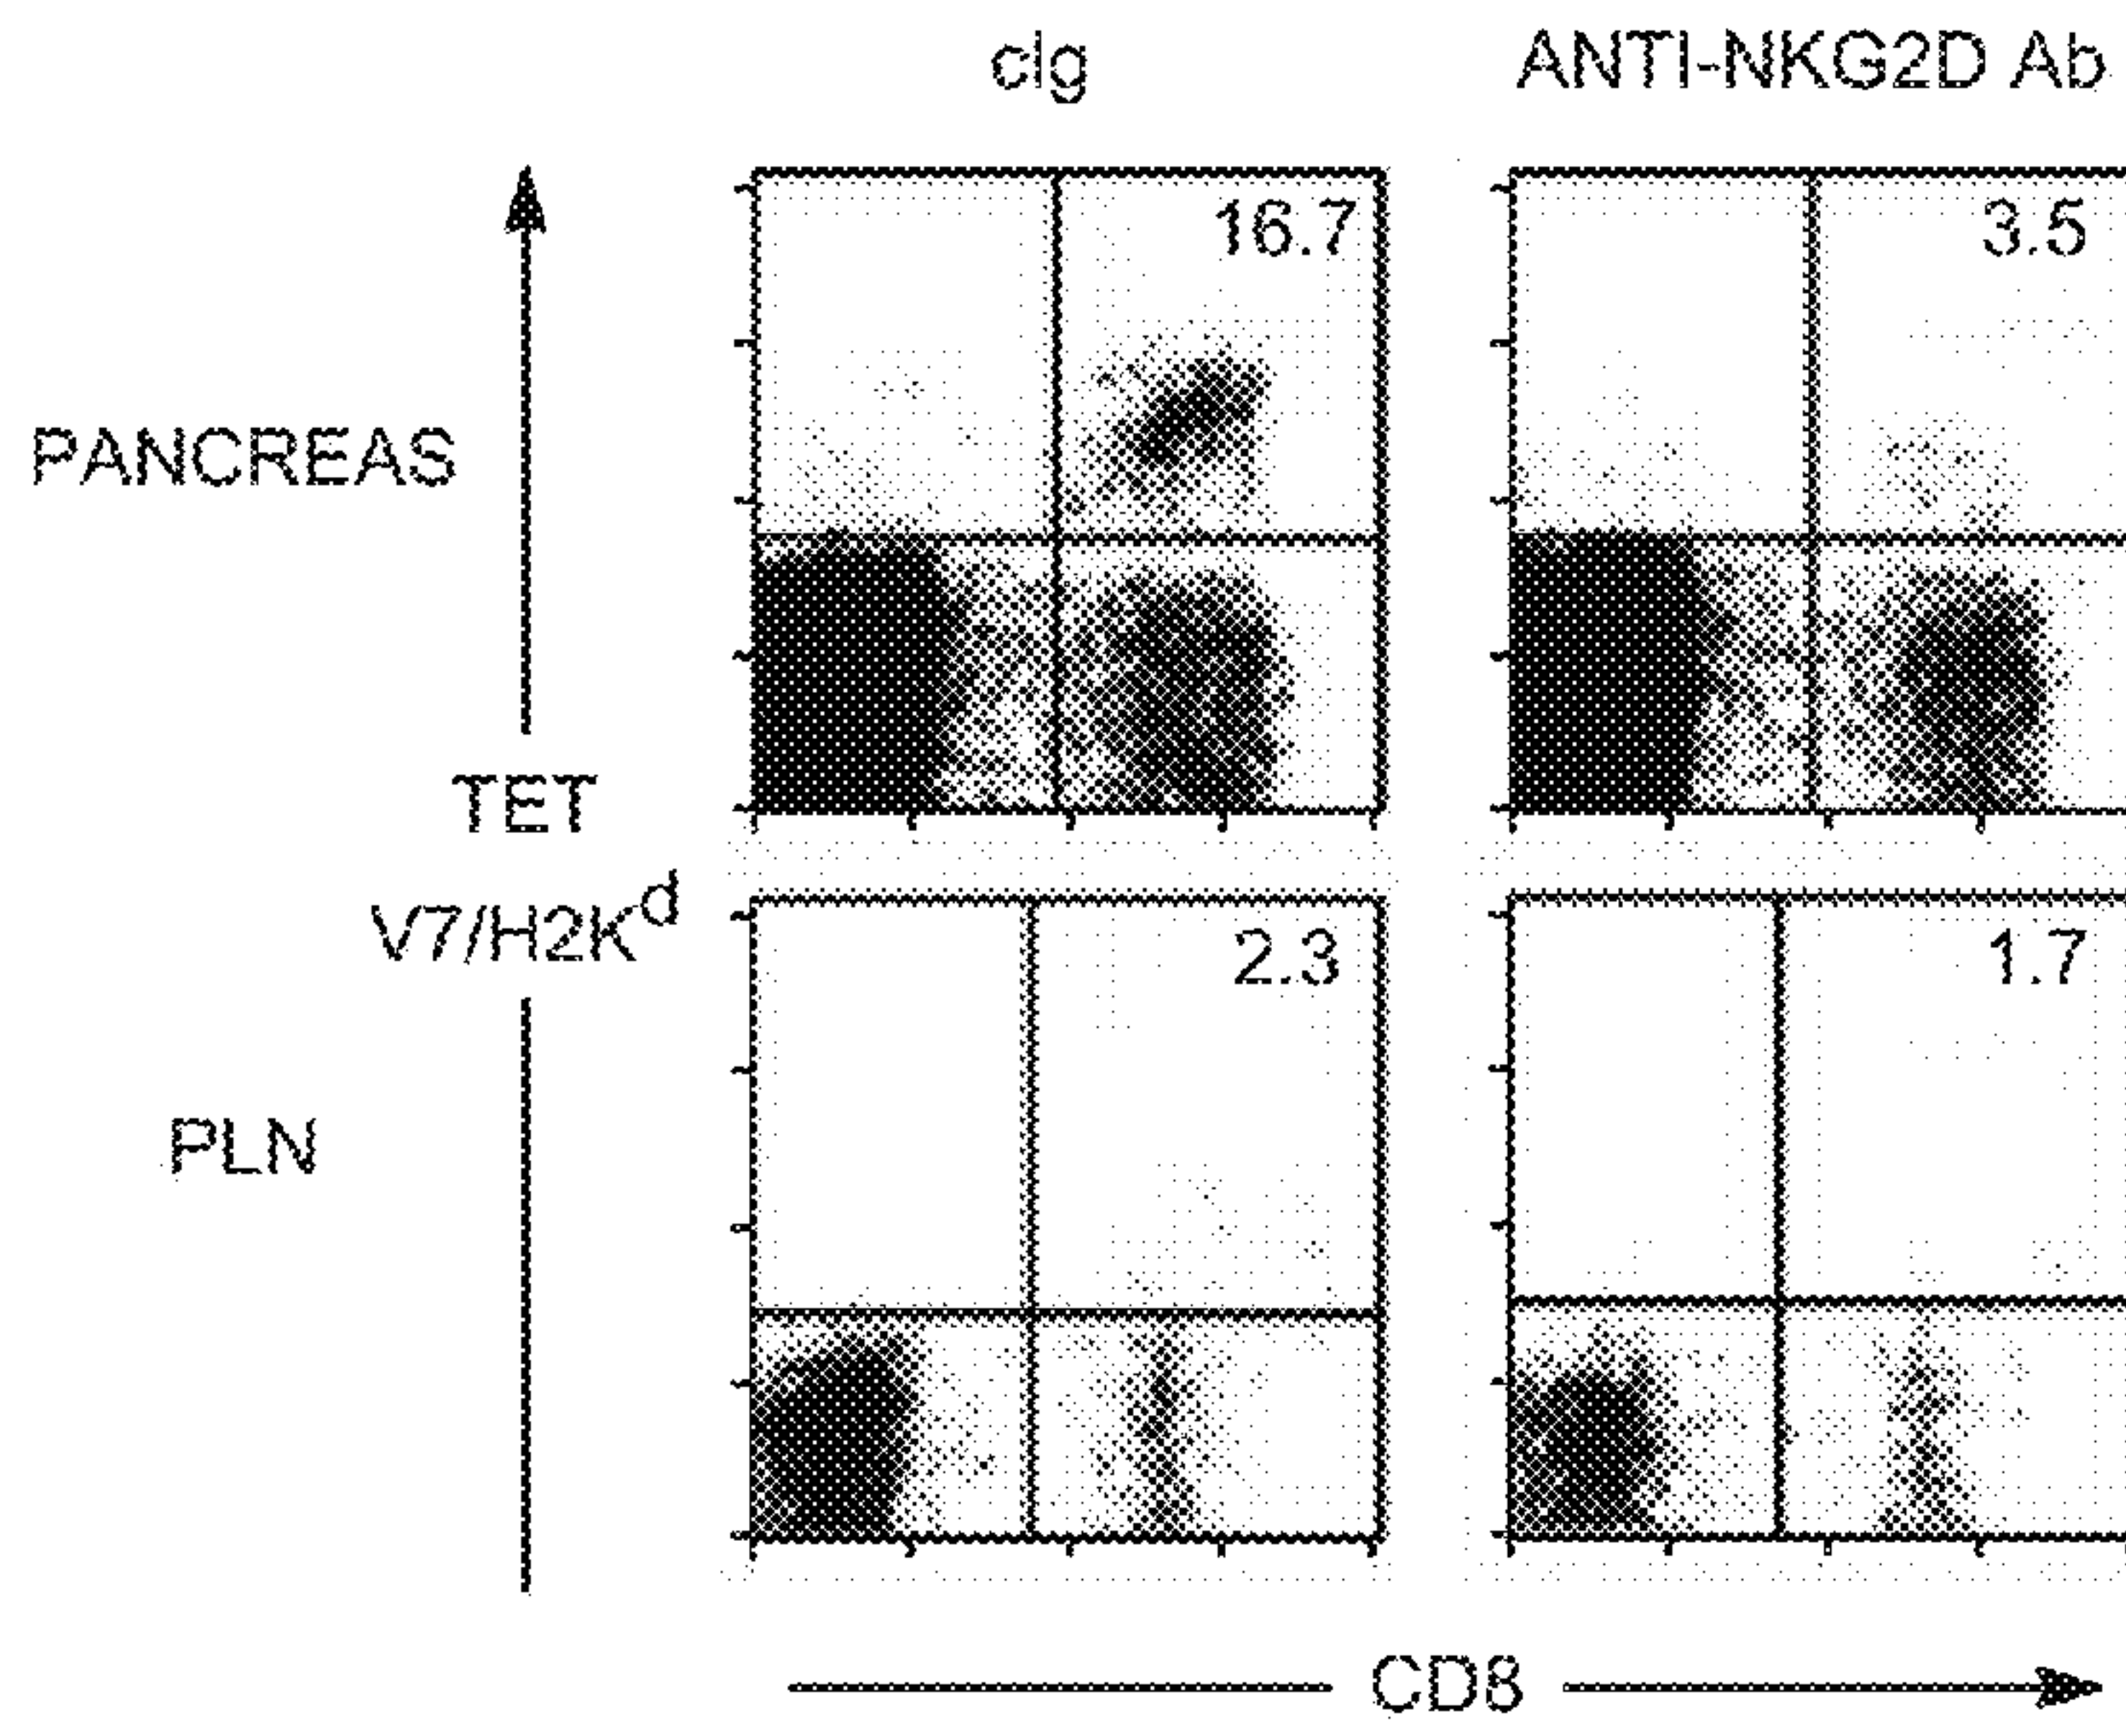 cIg
ANTI-NKG2D Ab
16.7
3.5
PANCREAS
TET
V7/H2K^d
2.3
1.7
PLN
CD8